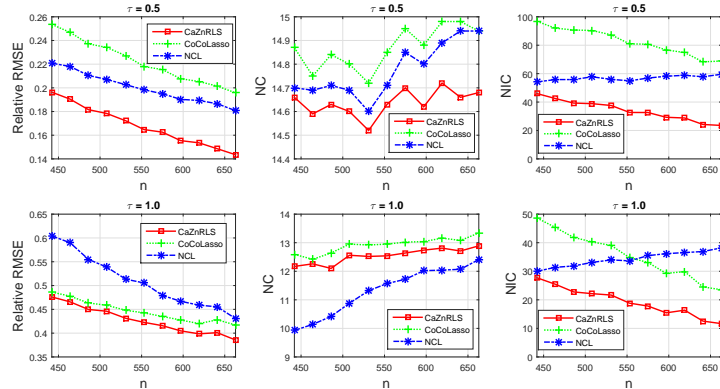 τ = 0.5
Relative RMSE
0.26
0.24
0.22
0.2
0.18
0.16
0.14
450
500
550
600
650
n
CaZnRLS
CoCoLasso
NCL
τ = 0.5
NC
15
14.9
14.8
14.7
14.6
14.5
14.4
450
500
550
600
650
n
CaZnRLS
CoCoLasso
NCL
τ = 0.5
NIC
100
80
60
40
20
0
450
500
550
600
650
n
CaZnRLS
CoCoLasso
NCL
τ = 1.0
Relative RMSE
0.65
0.6
0.55
0.5
0.45
0.4
0.35
450
500
550
600
650
n
CaZnRLS
CoCoLasso
NCL
τ = 1.0
NC
14
13
12
11
10
9
450
500
550
600
650
n
CaZnRLS
CoCoLasso
NCL
τ = 1.0
NIC
50
40
30
20
10
0
450
500
550
600
650
n
CaZnRLS
CoCoLasso
NCL